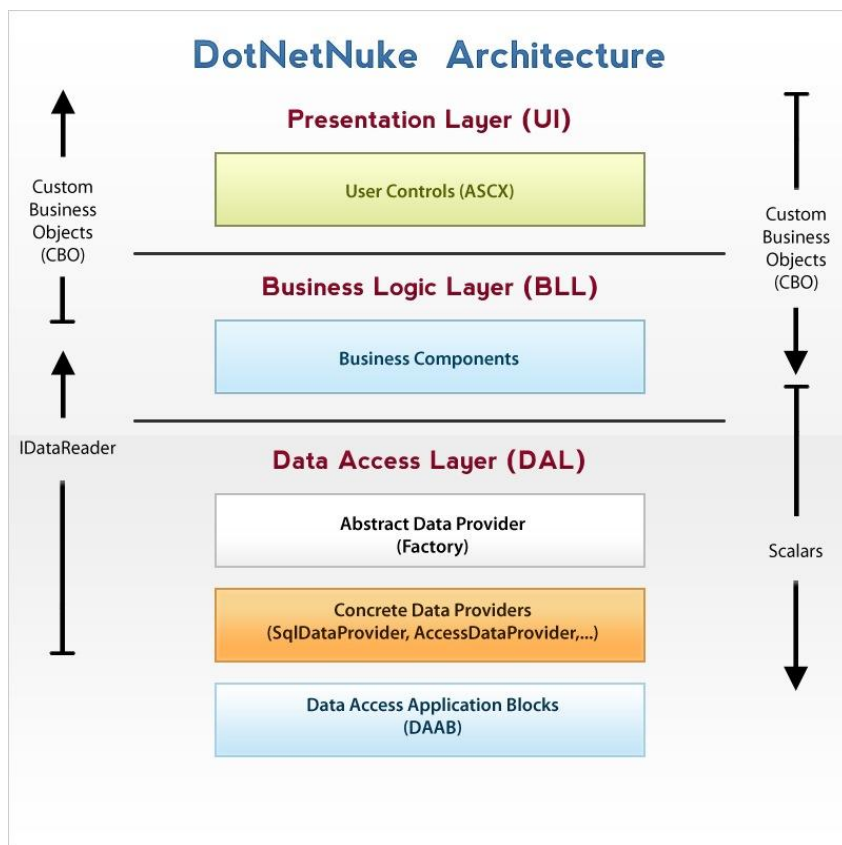 DotNetNuke Architecture
Presentation Layer (UI)
User Controls (ASCX)
Custom
Business
Objects
(CBO)
Custom
Business
Objects
(CBO)
Business Logic Layer (BLL)
Business Components
IDataReader
Data Access Layer (DAL)
Abstract Data Provider
(Factory)
Scalars
Concrete Data Providers
(SqlDataProvider, AccessDataProvider,...)
Data Access Application Blocks
(DAAB)